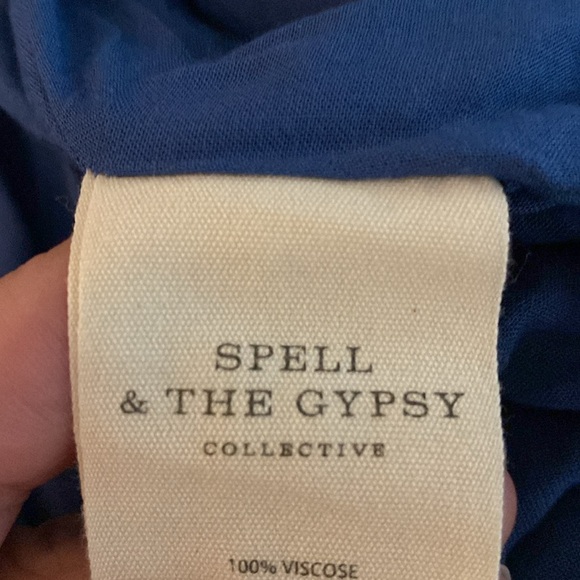 SPELL
& THE GYPSY
COLLECTIVE
100% VISCOSE